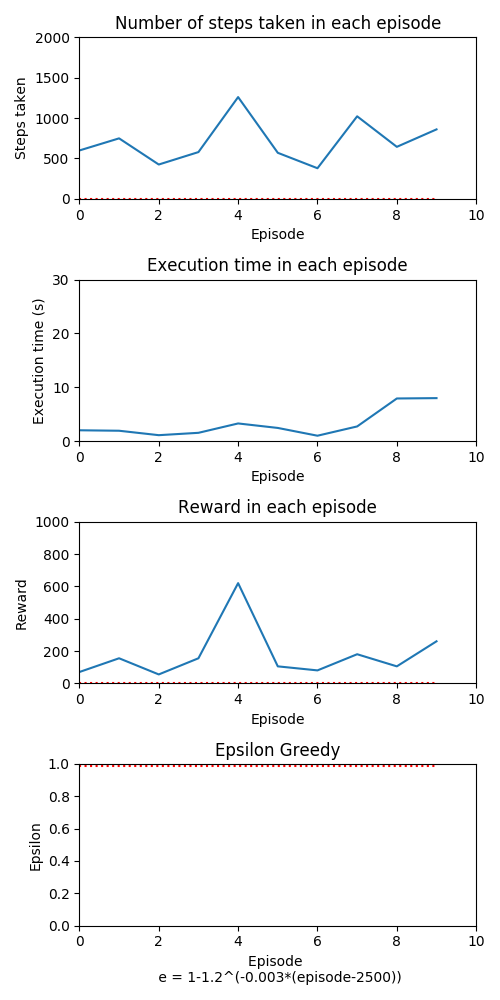 Number of steps taken in each episode
2000
1500
1000
500
0
Steps taken
0 2 4 6 8 10
Episode
Execution time in each episode
30
20
10
0
Execution time (s)
0 2 4 6 8 10
Episode
Reward in each episode
1000
800
600
400
200
0
Reward
0 2 4 6 8 10
Episode
Epsilon Greedy
1.0
0.8
0.6
0.4
0.2
0.0
Epsilon
0 2 4 6 8 10
Episode
e = 1-1.2^(-0.003*(episode-2500))